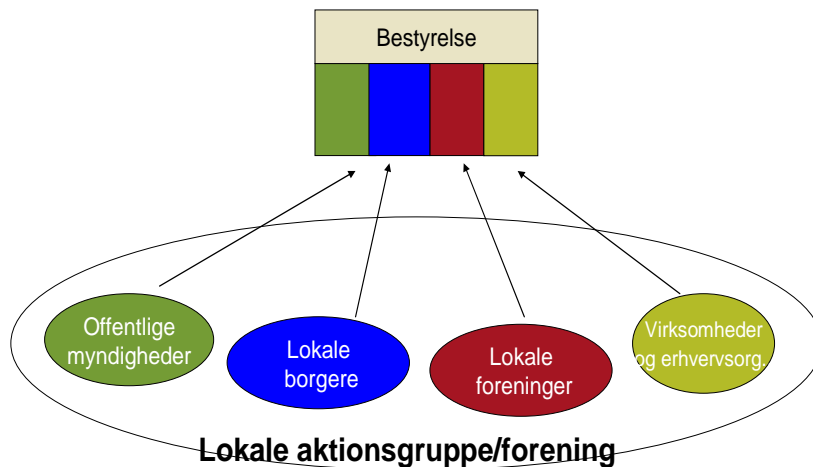 Bestyrelse
Offentlige
myndigheder
Lokale
borgere
Lokale
foreninger
Virksomheder
og erhvervsorg.
Lokale aktionsgruppe/forening